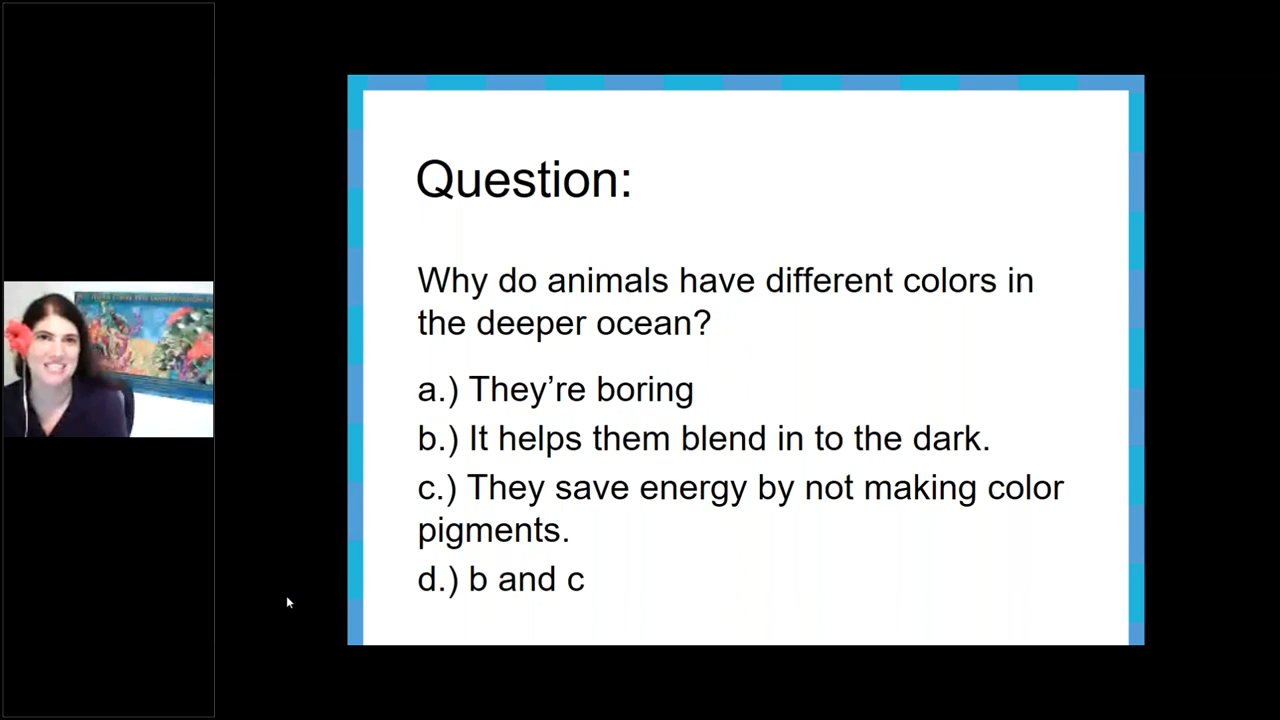 Question:
Why do animals have different colors in
the deeper ocean?
a.) They’re boring
b.) It helps them blend in to the dark.
c.) They save energy by not making color
pigments.
d.) b and c